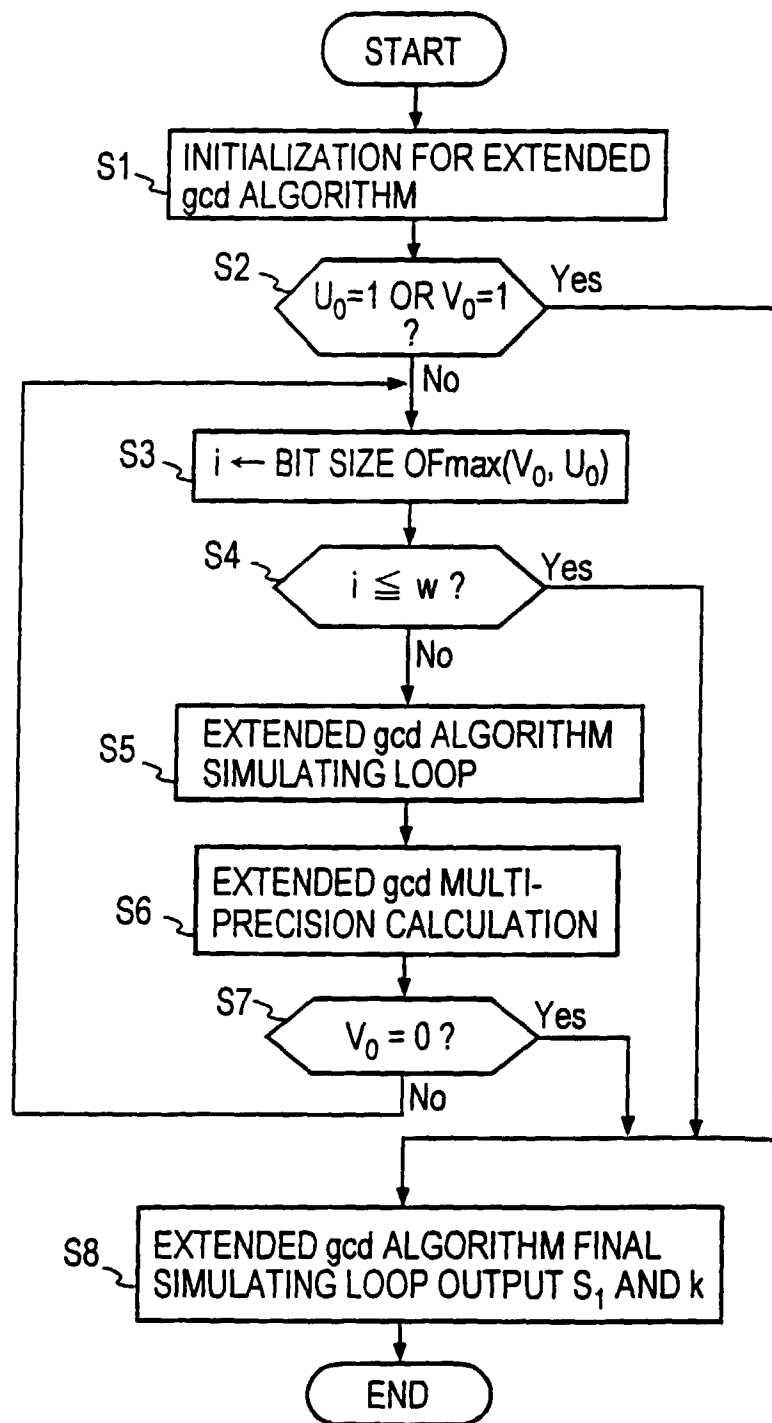 START
S1
INITIALIZATION FOR EXTENDED
gcd ALGORITHM
S2
U₀=1 OR V₀=1
?
Yes
No
S3
i ← BIT SIZE OFmax(V₀, U₀)
S4
i ≦ w ?
Yes
No
S5
EXTENDED gcd ALGORITHM
SIMULATING LOOP
S6
EXTENDED gcd MULTI-
PRECISION CALCULATION
S7
V₀ = 0 ?
Yes
No
S8
EXTENDED gcd ALGORITHM FINAL
SIMULATING LOOP OUTPUT S₁ AND k
END